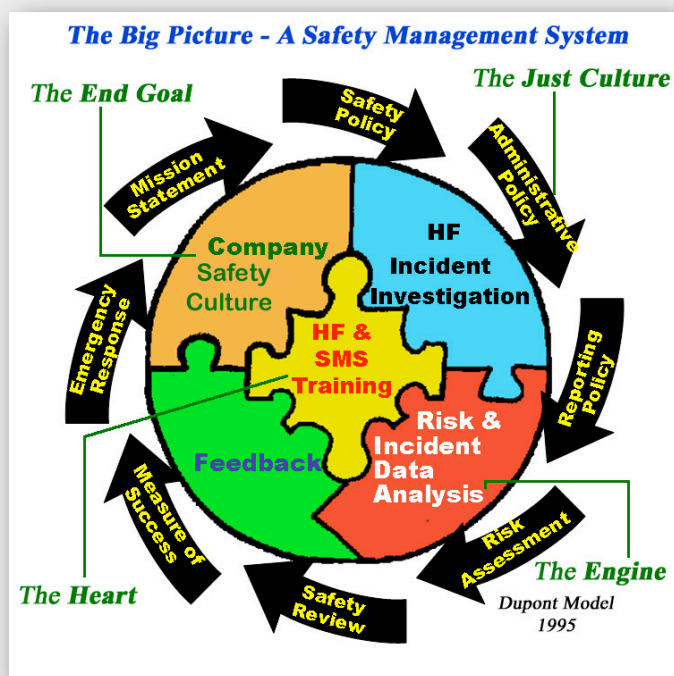 The Big Picture - A Safety Management System
The End Goal
The Just Culture
Safety
Policy
Mission
Statement
Administrative
Policy
Company
Safety
Culture
HF
Incident
Investigation
Emergency
Response
HF &
SMS
Training
Reporting
Policy
Feedback
Risk &
Incident
Data
Analysis
Measure of
Success
Risk
Assessment
Safety
Review
The Heart
The Engine
Dupont Model
1995